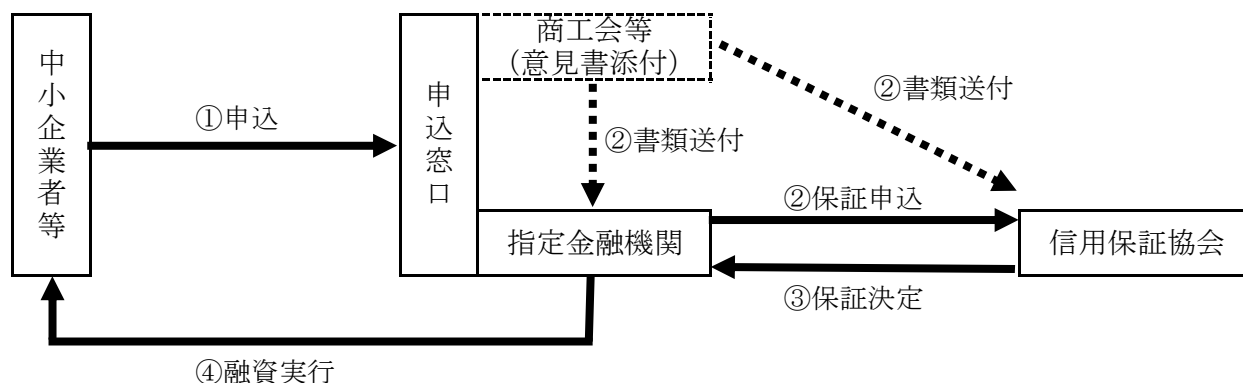 中小企業者等
①申込
申込窓口
商工会等
(意見書添付)
②書類送付
②書類送付
指定金融機関
②保証申込
③保証決定
信用保証協会
④融資実行